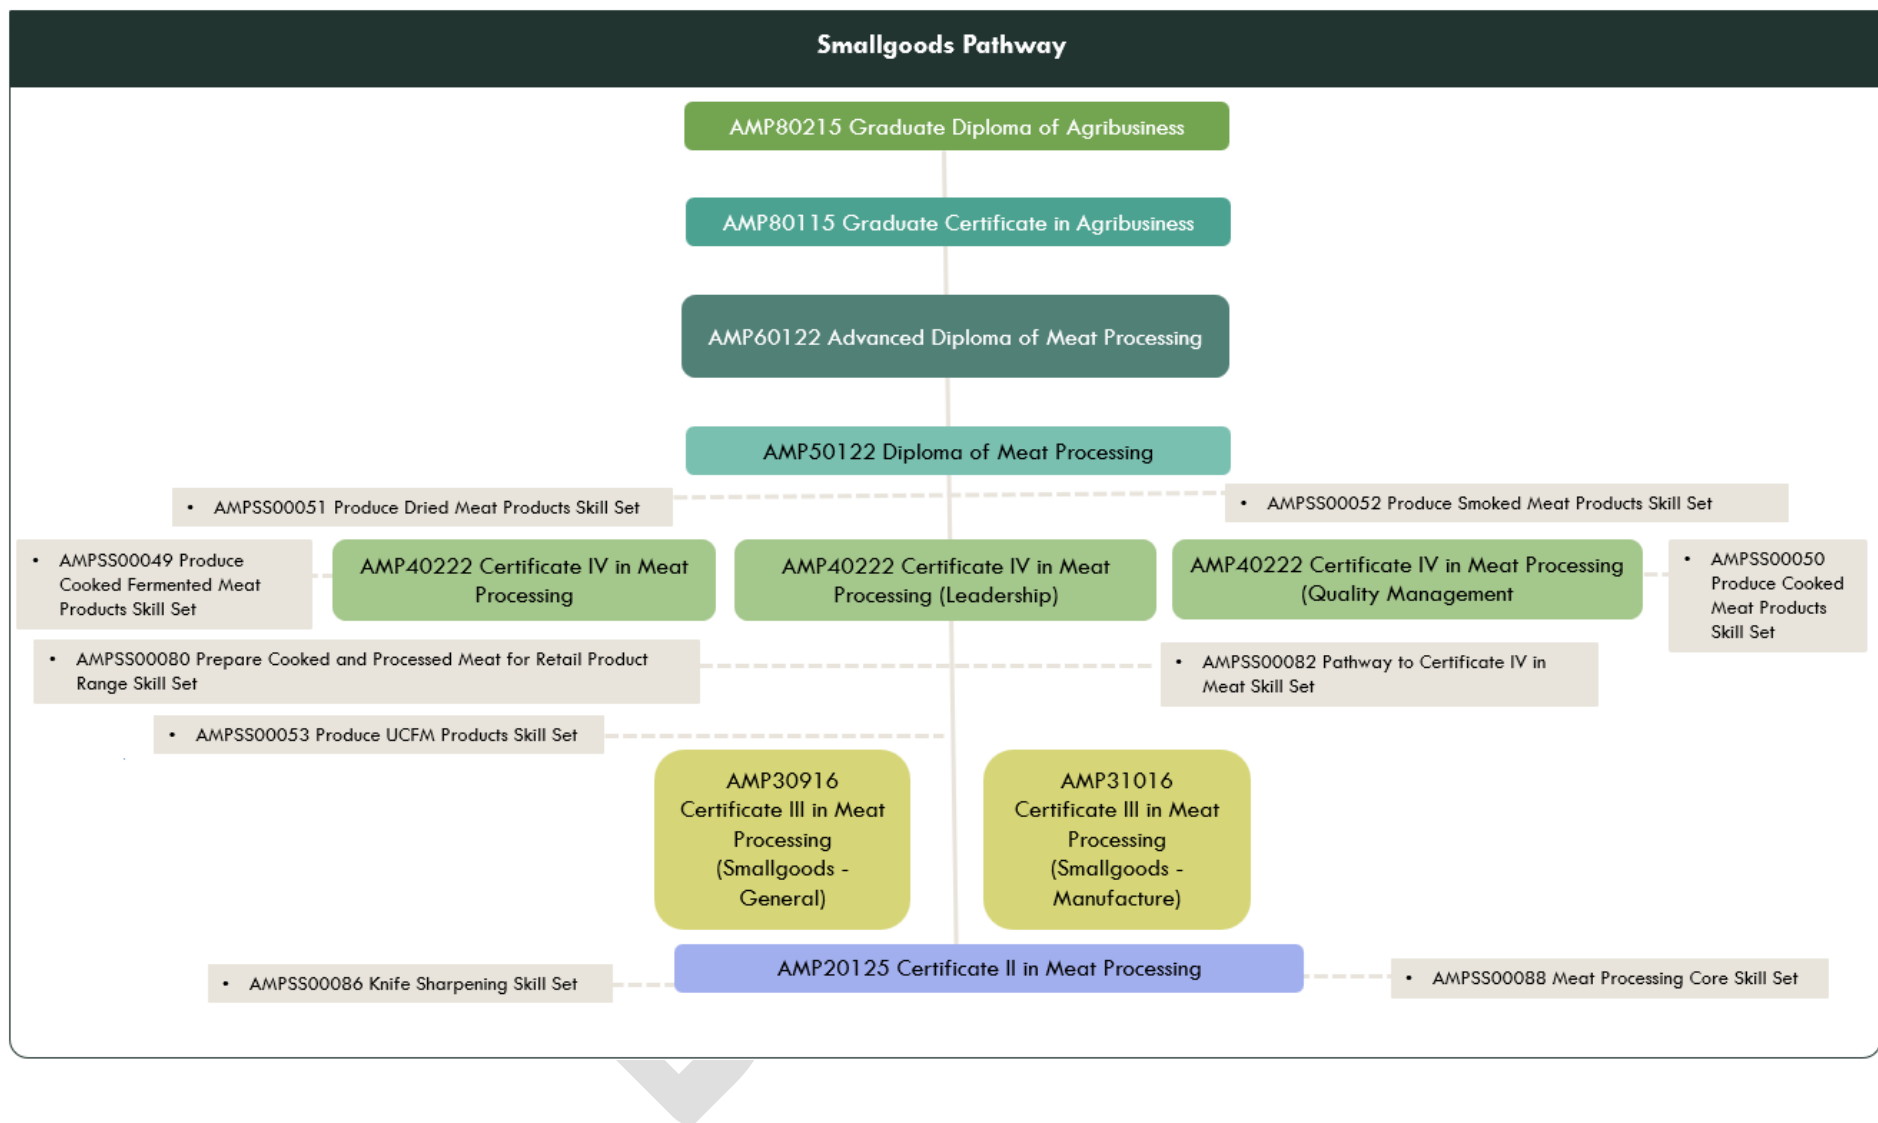 Smallgoods Pathway
AMP80215 Graduate Diploma of Agribusiness
AMP80115 Graduate Certificate in Agribusiness
AMP60122 Advanced Diploma of Meat Processing
AMP50122 Diploma of Meat Processing
• AMPSS00051 Produce Dried Meat Products Skill Set
• AMPSS00052 Produce Smoked Meat Products Skill Set
• AMPSS00049 Produce
Cooked Fermented Meat
Products Skill Set
AMP40222 Certificate IV in Meat
Processing
AMP40222 Certificate IV in Meat
Processing (Leadership)
AMP40222 Certificate IV in Meat Processing
(Quality Management
• AMPSS00050
Produce Cooked
Meat Products
Skill Set
• AMPSS00080 Prepare Cooked and Processed Meat for Retail Product
Range Skill Set
• AMPSS00082 Pathway to Certificate IV in
Meat Skill Set
• AMPSS00053 Produce UCFM Products Skill Set
AMP30916
Certificate III in Meat
Processing
(Smallgoods -
General)
AMP31016
Certificate III in Meat
Processing
(Smallgoods -
Manufacture)
AMP20125 Certificate II in Meat Processing
• AMPSS00086 Knife Sharpening Skill Set
• AMPSS00088 Meat Processing Core Skill Set